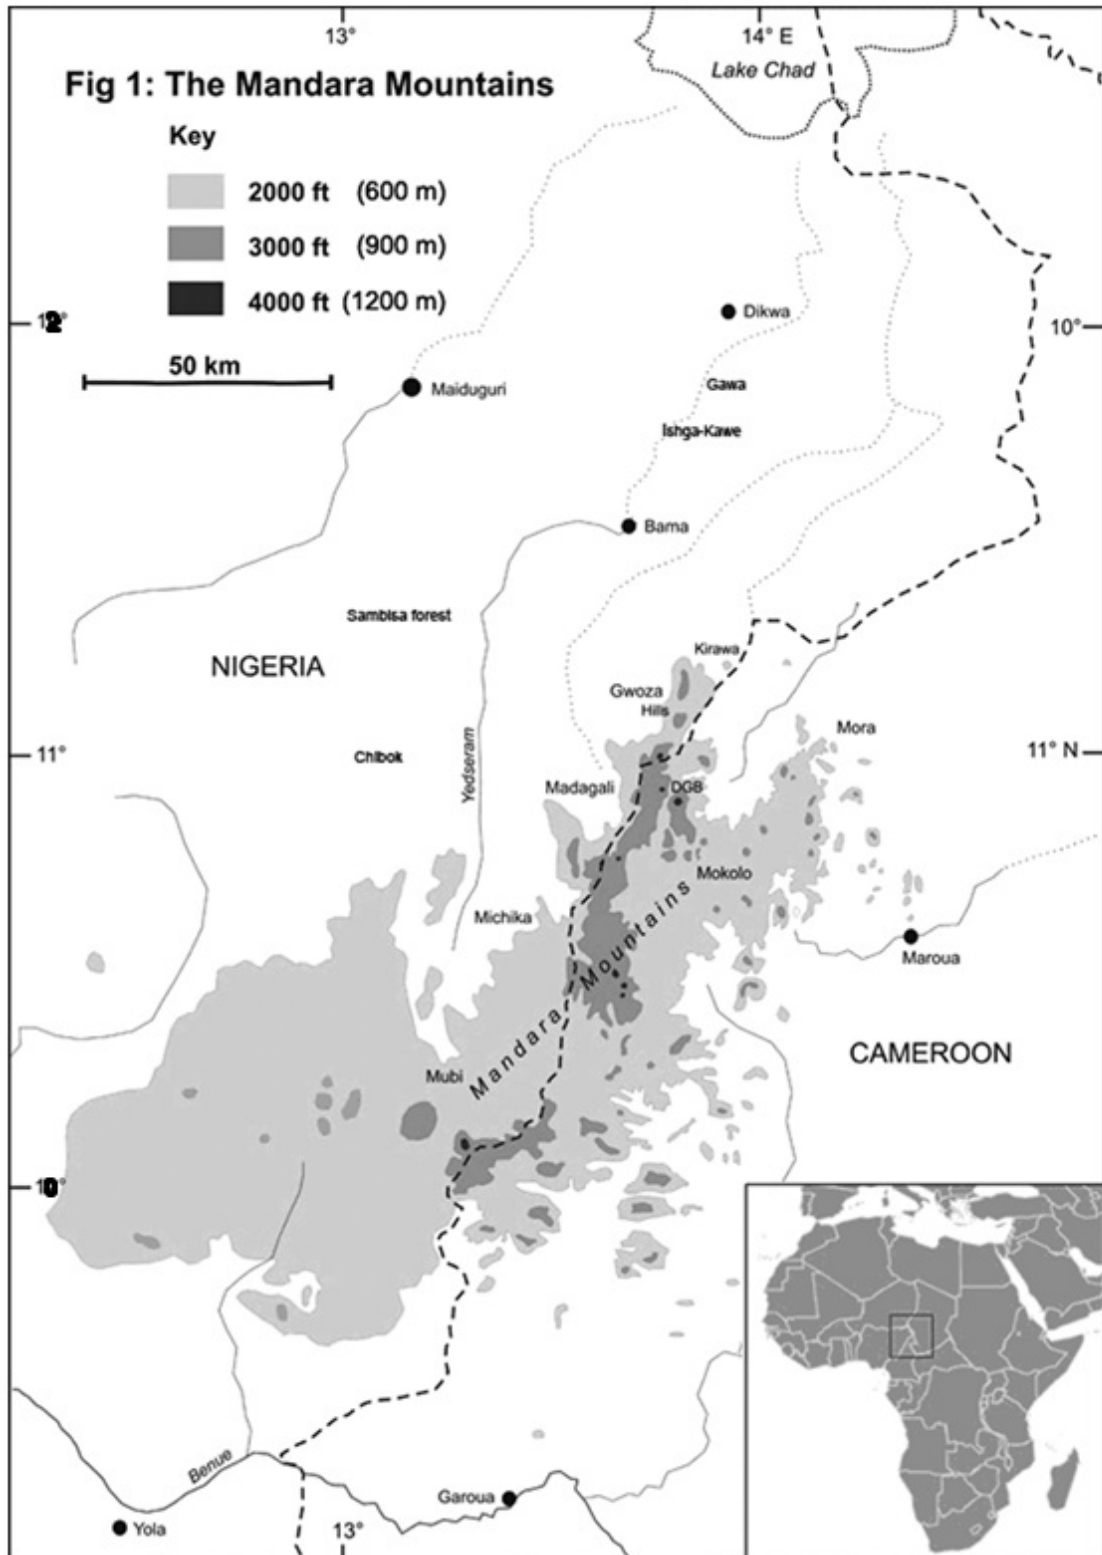 13°
14° E
Lake Chad
Fig 1: The Mandara Mountains
Key
2000 ft (600 m)
3000 ft (900 m)
4000 ft (1200 m)
10°
50 km
Dikwa
Maiduguri
Gawa
Ishga-Kawe
Bama
Sambisa forest
NIGERIA
Kirawa
Gwoza
Hills
Mora
11°
Chibok
Yedseram
11° N
Madagali
DGB
Mokolo
Michika
Maroua
Mandara Mountains
CAMEROON
Mubi
Benue
Garoua
Yola
13°